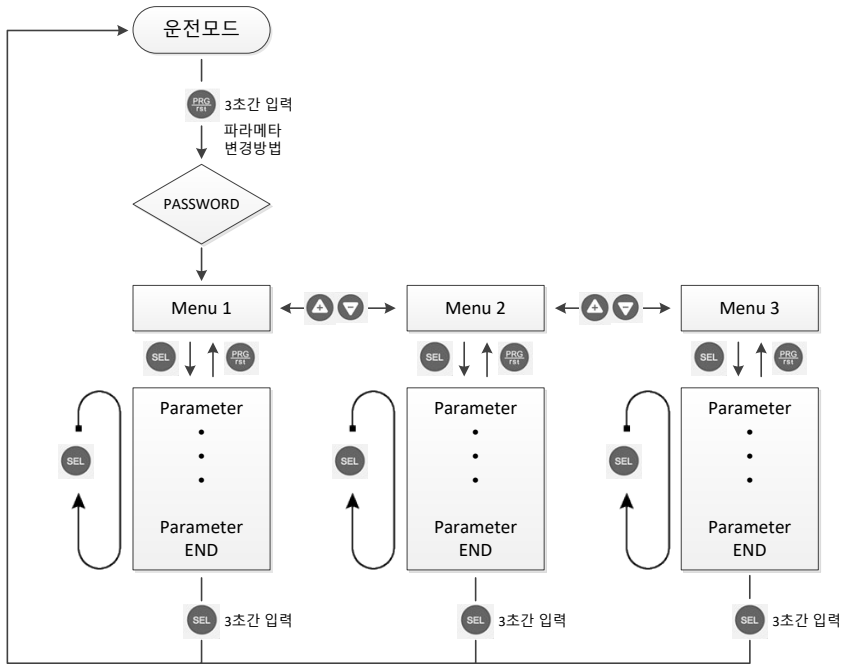 운전모드
PRG
rst
3초간 입력
파라메타
변경방법
PASSWORD
Menu 1
+
-
Menu 2
+
-
Menu 3
SEL
PRG
rst
SEL
PRG
rst
SEL
PRG
rst
Parameter
Parameter
END
SEL
Parameter
Parameter
END
SEL
Parameter
Parameter
END
SEL
SEL 3초간 입력
SEL 3초간 입력
SEL 3초간 입력